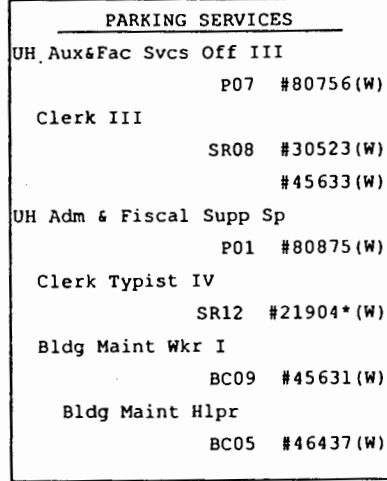 PARKING SERVICES
UH Aux&Fac Svcs Off III
P07 #80756(W)
Clerk III
SR08 #30523(W)
#45633(W)
UH Adm & Fiscal Supp Sp
P01 #80875(W)
Clerk Typist IV
SR12 #21904*(W)
Bldg Maint Wkr I
BC09 #45631(W)
Bldg Maint Hlpr
BC05 #46437(W)